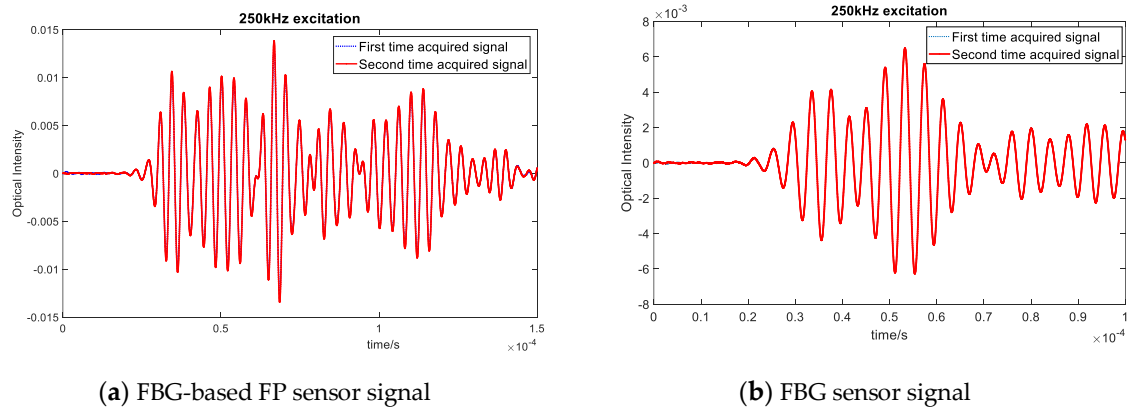 250kHz excitation
0.015
0.01
0.005
0
-0.005
-0.01
-0.015
Optical Intensity
First time acquired signal
Second time acquired signal
0 0.5 1 1.5
time/s
×10⁻⁴
(a) FBG-based FP sensor signal
250kHz excitation
×10⁻³
8
6
4
2
0
-2
-4
-6
-8
Optical Intensity
First time acquired signal
Second time acquired signal
0 0.1 0.2 0.3 0.4 0.5 0.6 0.7 0.8 0.9 1
time/s
×10⁻⁴
(b) FBG sensor signal